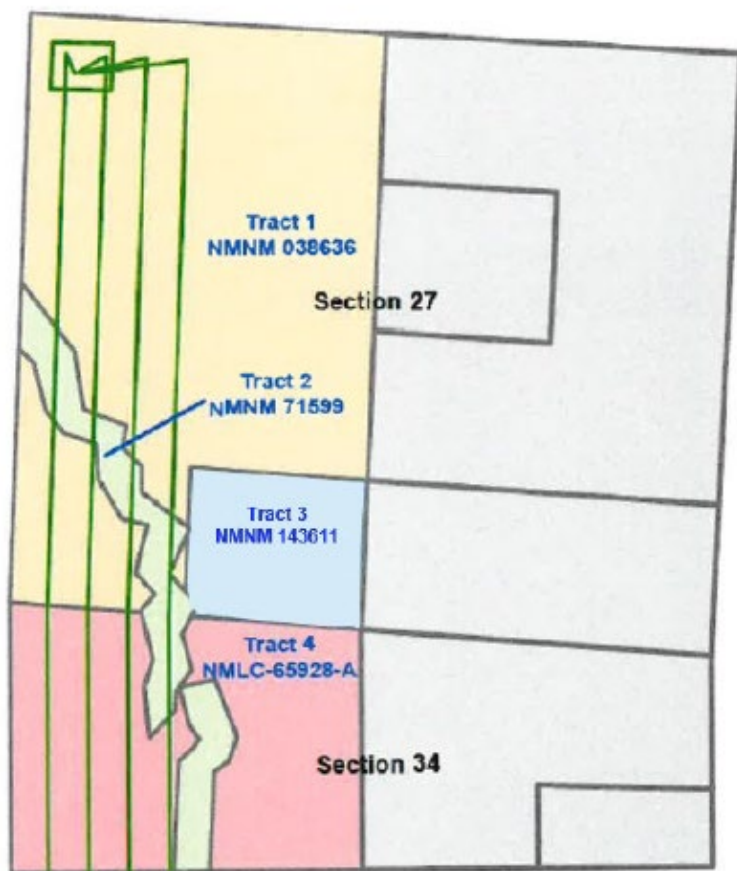 Tract 1
NMNM 038636
Section 27
Tract 2
NMNM 71599
Tract 3
NMNM 143611
Tract 4
NMLC-65928-A
Section 34